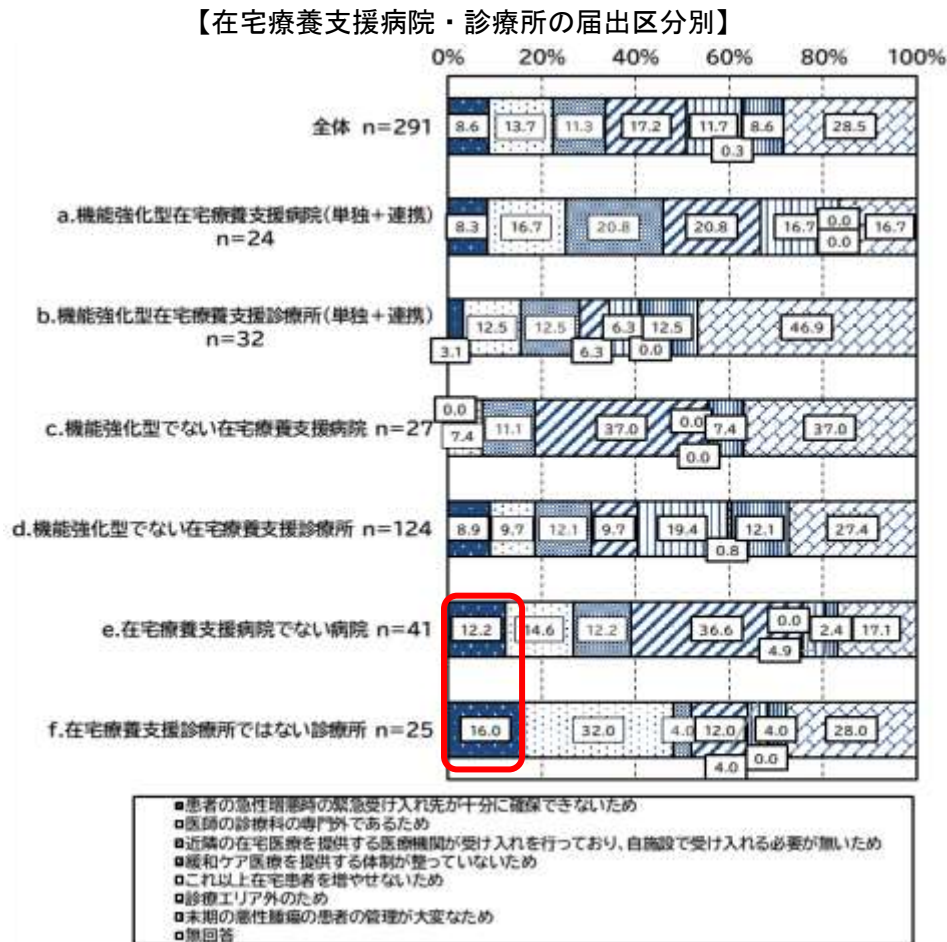 【在宅療養支援病院・診療所の届出区分別】
0% 20% 40% 60% 80% 100%
全体 n=291 8.6 13.7 11.3 17.2 11.7 0.3 8.6 28.5
a.機能強化型在宅療養支援病院(単独+連携)
n=24 8.3 16.7 20.8 20.8 16.7 0.0 0.0 16.7
b.機能強化型在宅療養支援診療所(単独+連携)
n=32 3.1 12.5 12.5 6.3 6.3 0.0 12.5 46.9
c.機能強化型でない在宅療養支援病院 n=27 0.0 7.4 11.1 37.0 0.0 0.0 7.4 37.0
d.機能強化型でない在宅療養支援診療所 n=124 8.9 9.7 12.1 9.7 19.4 0.8 12.1 27.4
e.在宅療養支援病院でない病院 n=41 12.2 14.6 12.2 36.6 4.9 0.0 2.4 17.1
f.在宅療養支援診療所ではない診療所 n=25 16.0 32.0 4.0 12.0 4.0 0.0 4.0 28.0
患者の急性増悪時の緊急受け入れ先が十分に確保できないため
医師の診療科の専門外であるため
近隣の在宅医療を提供する医療機関が受け入れを行っており、自施設で受け入れる必要が無いため
緩和ケア医療を提供する体制が整っていないため
これ以上在宅患者を増やせないため
診療エリア外のため
末期の悪性腫瘍の患者の管理が大変なため
無回答